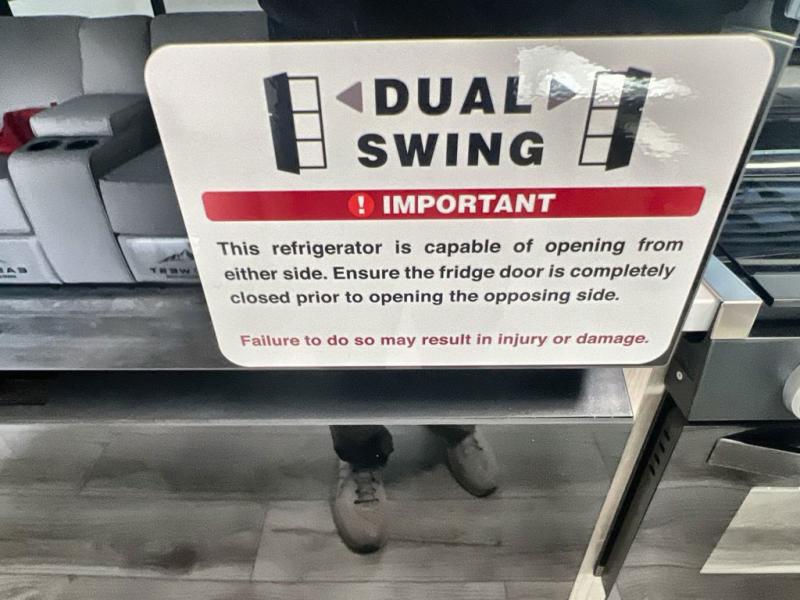 DUAL
SWING
! IMPORTANT
This refrigerator is capable of opening from
either side. Ensure the fridge door is completely
closed prior to opening the opposing side.
Failure to do so may result in injury or damage.